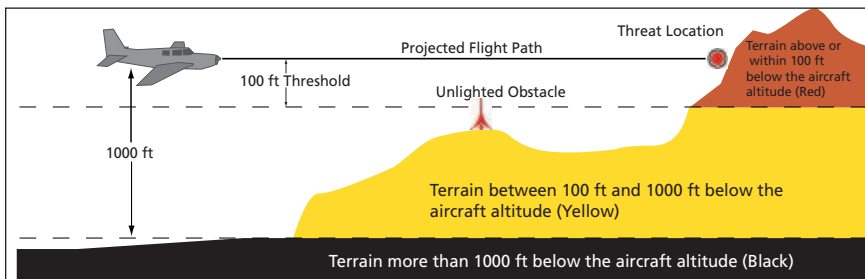 Threat Location
Projected Flight Path
Terrain above or
within 100 ft
below the aircraft
altitude (Red)
100 ft Threshold
Unlighted Obstacle
1000 ft
Terrain between 100 ft and 1000 ft below the
aircraft altitude (Yellow)
Terrain more than 1000 ft below the aircraft altitude (Black)